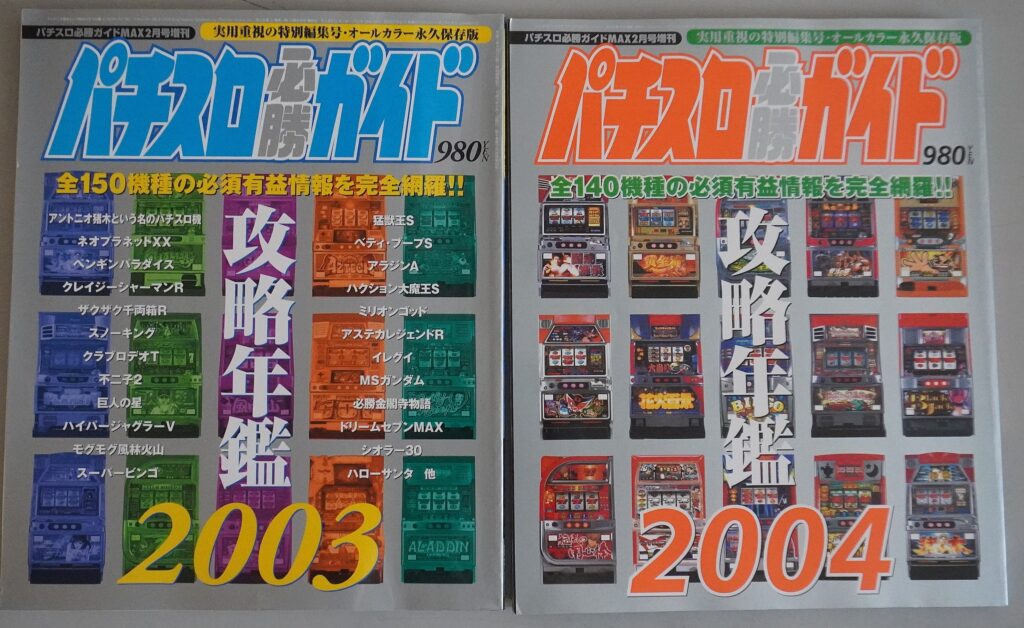 パチスロ必勝ガイドMAX2月号増刊
実用重視の特別編集号・オールカラー永久保存版
パチスロ必勝ガイド
980YEN
全150機種の必須有益情報を完全網羅!!
攻略年鑑
アントニオ猪木という名のパチスロ機
ネオプラネットXX
ペンギンパラダイス
クレイジーシャーマンR
ザクザク千両箱R
スノーキング
クラブロデオT
不二子2
巨人の星
ハイパージャグラーV
モグモグ風林火山
スーパービンゴ
猛獣王S
ベティ・ブープS
アラジンA
ハクション大魔王S
ミリオンゴッド
アステカレジェンドR
イレグイ
MSガンダム
必勝金閣寺物語
ドリームセブンMAX
シオラー30
ハローサンタ 他
ALADDIN
2003
パチスロ必勝ガイドMAX2月号増刊
実用重視の特別編集号・オールカラー永久保存版
パチスロ必勝ガイド
980YEN
全140機種の必須有益情報を完全網羅!!
攻略年鑑
2004